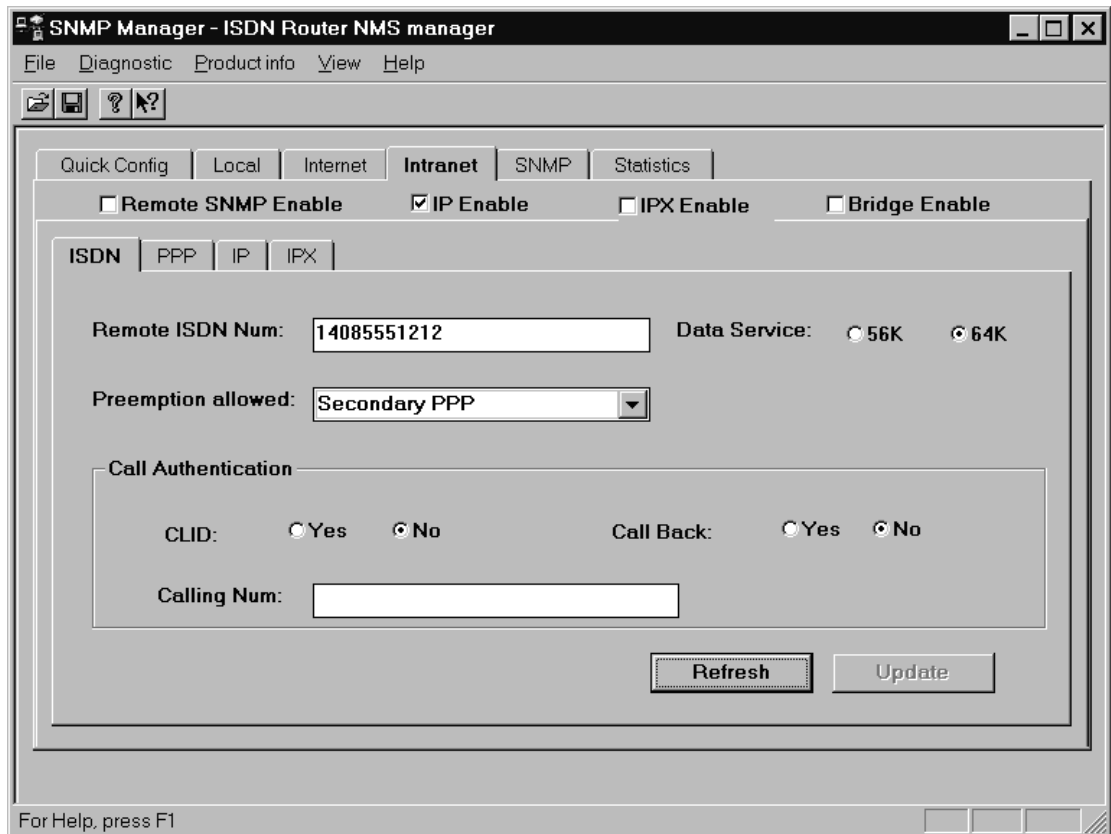 SNMP Manager - ISDN Router NMS manager
File Diagnostic Product info View Help
Quick Config Local Internet Intranet SNMP Statistics
Remote SNMP Enable IP Enable IPX Enable Bridge Enable
ISDN PPP IP IPX
Remote ISDN Num: 14085551212 Data Service: 56K 64K
Preemption allowed: Secondary PPP
Call Authentication
CLID: Yes No Call Back: Yes No
Calling Num:
Refresh Update
For Help, press F1